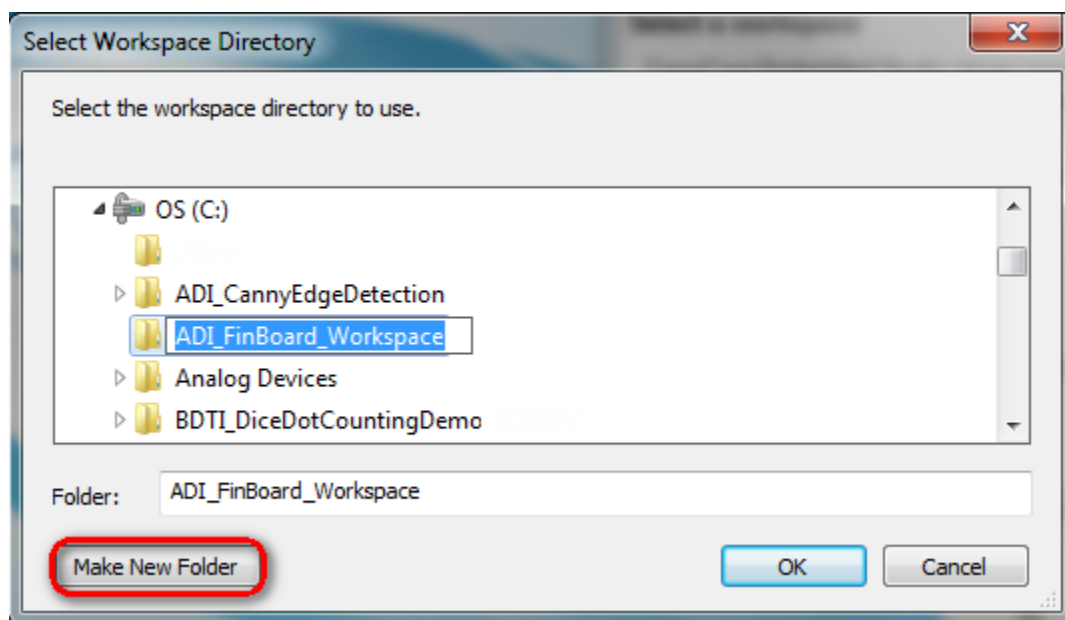 Select Workspace Directory
Select the workspace directory to use.
OS (C:)
ADI_CannyEdgeDetection
ADI_FinBoard_Workspace
Analog Devices
BDTI_DiceDotCountingDemo
Folder: ADI_FinBoard_Workspace
Make New Folder OK Cancel